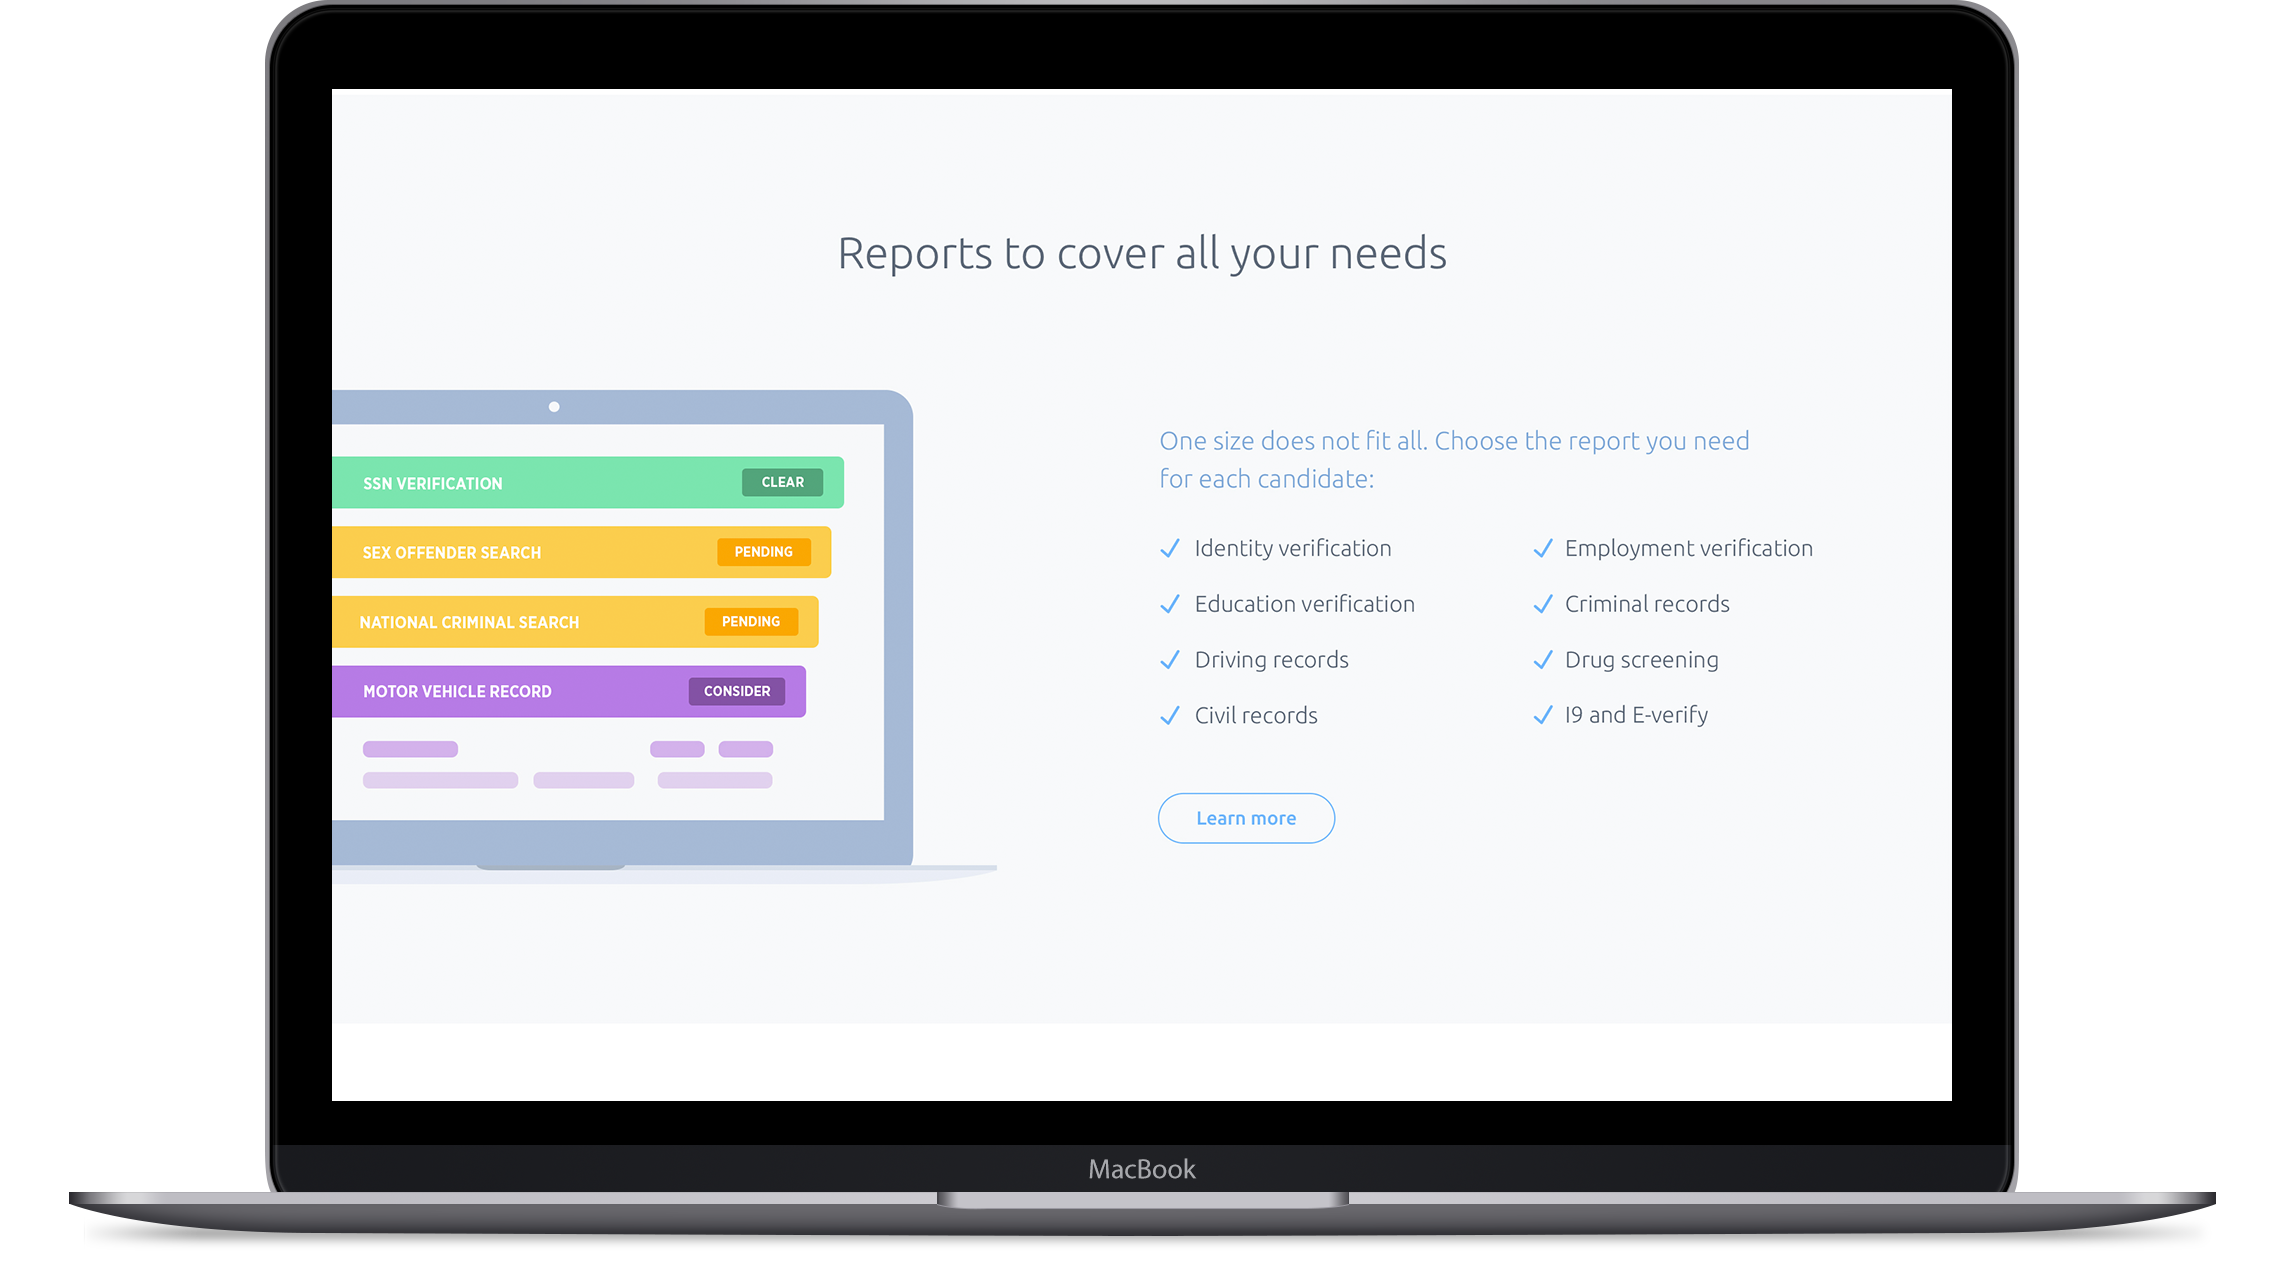 Reports to cover all your needs
SSN VERIFICATION CLEAR
SEX OFFENDER SEARCH PENDING
NATIONAL CRIMINAL SEARCH PENDING
MOTOR VEHICLE RECORD CONSIDER
One size does not fit all. Choose the report you need
for each candidate:
Identity verification
Employment verification
Education verification
Criminal records
Driving records
Drug screening
Civil records
I9 and E-verify
Learn more
MacBook